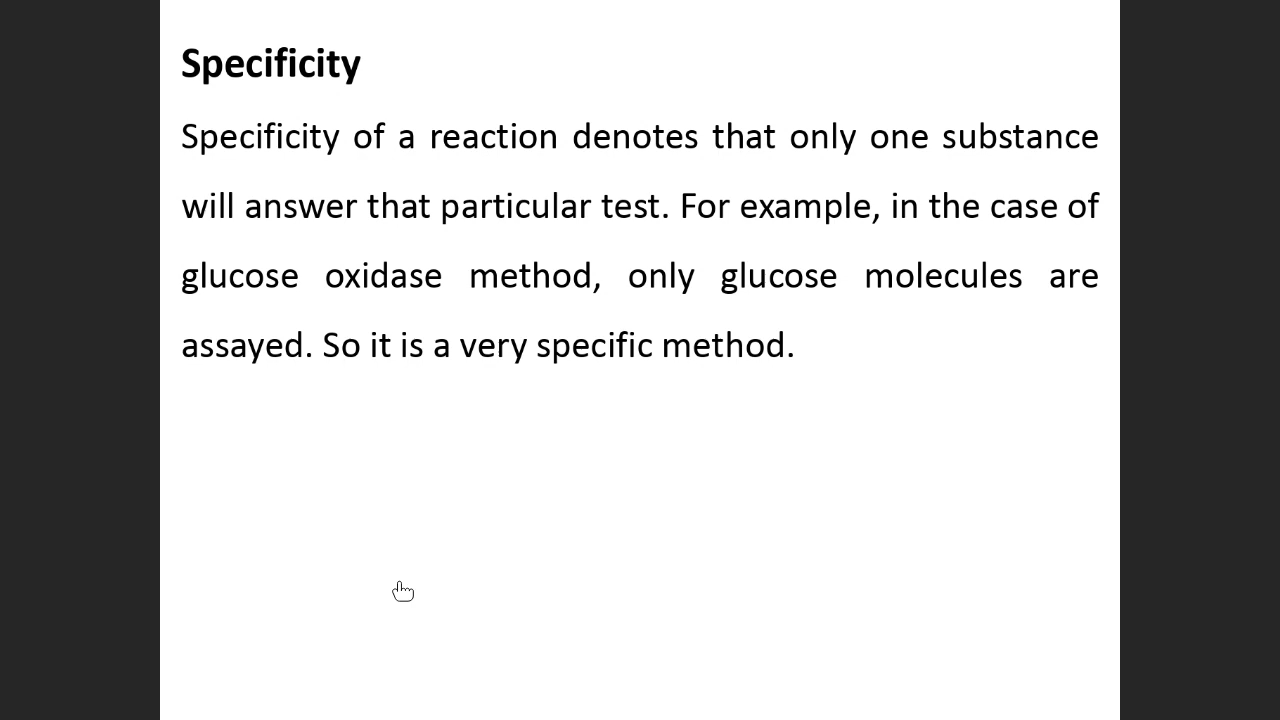 Specificity
Specificity of a reaction denotes that only one substance
will answer that particular test. For example, in the case of
glucose oxidase method, only glucose molecules are
assayed. So it is a very specific method.